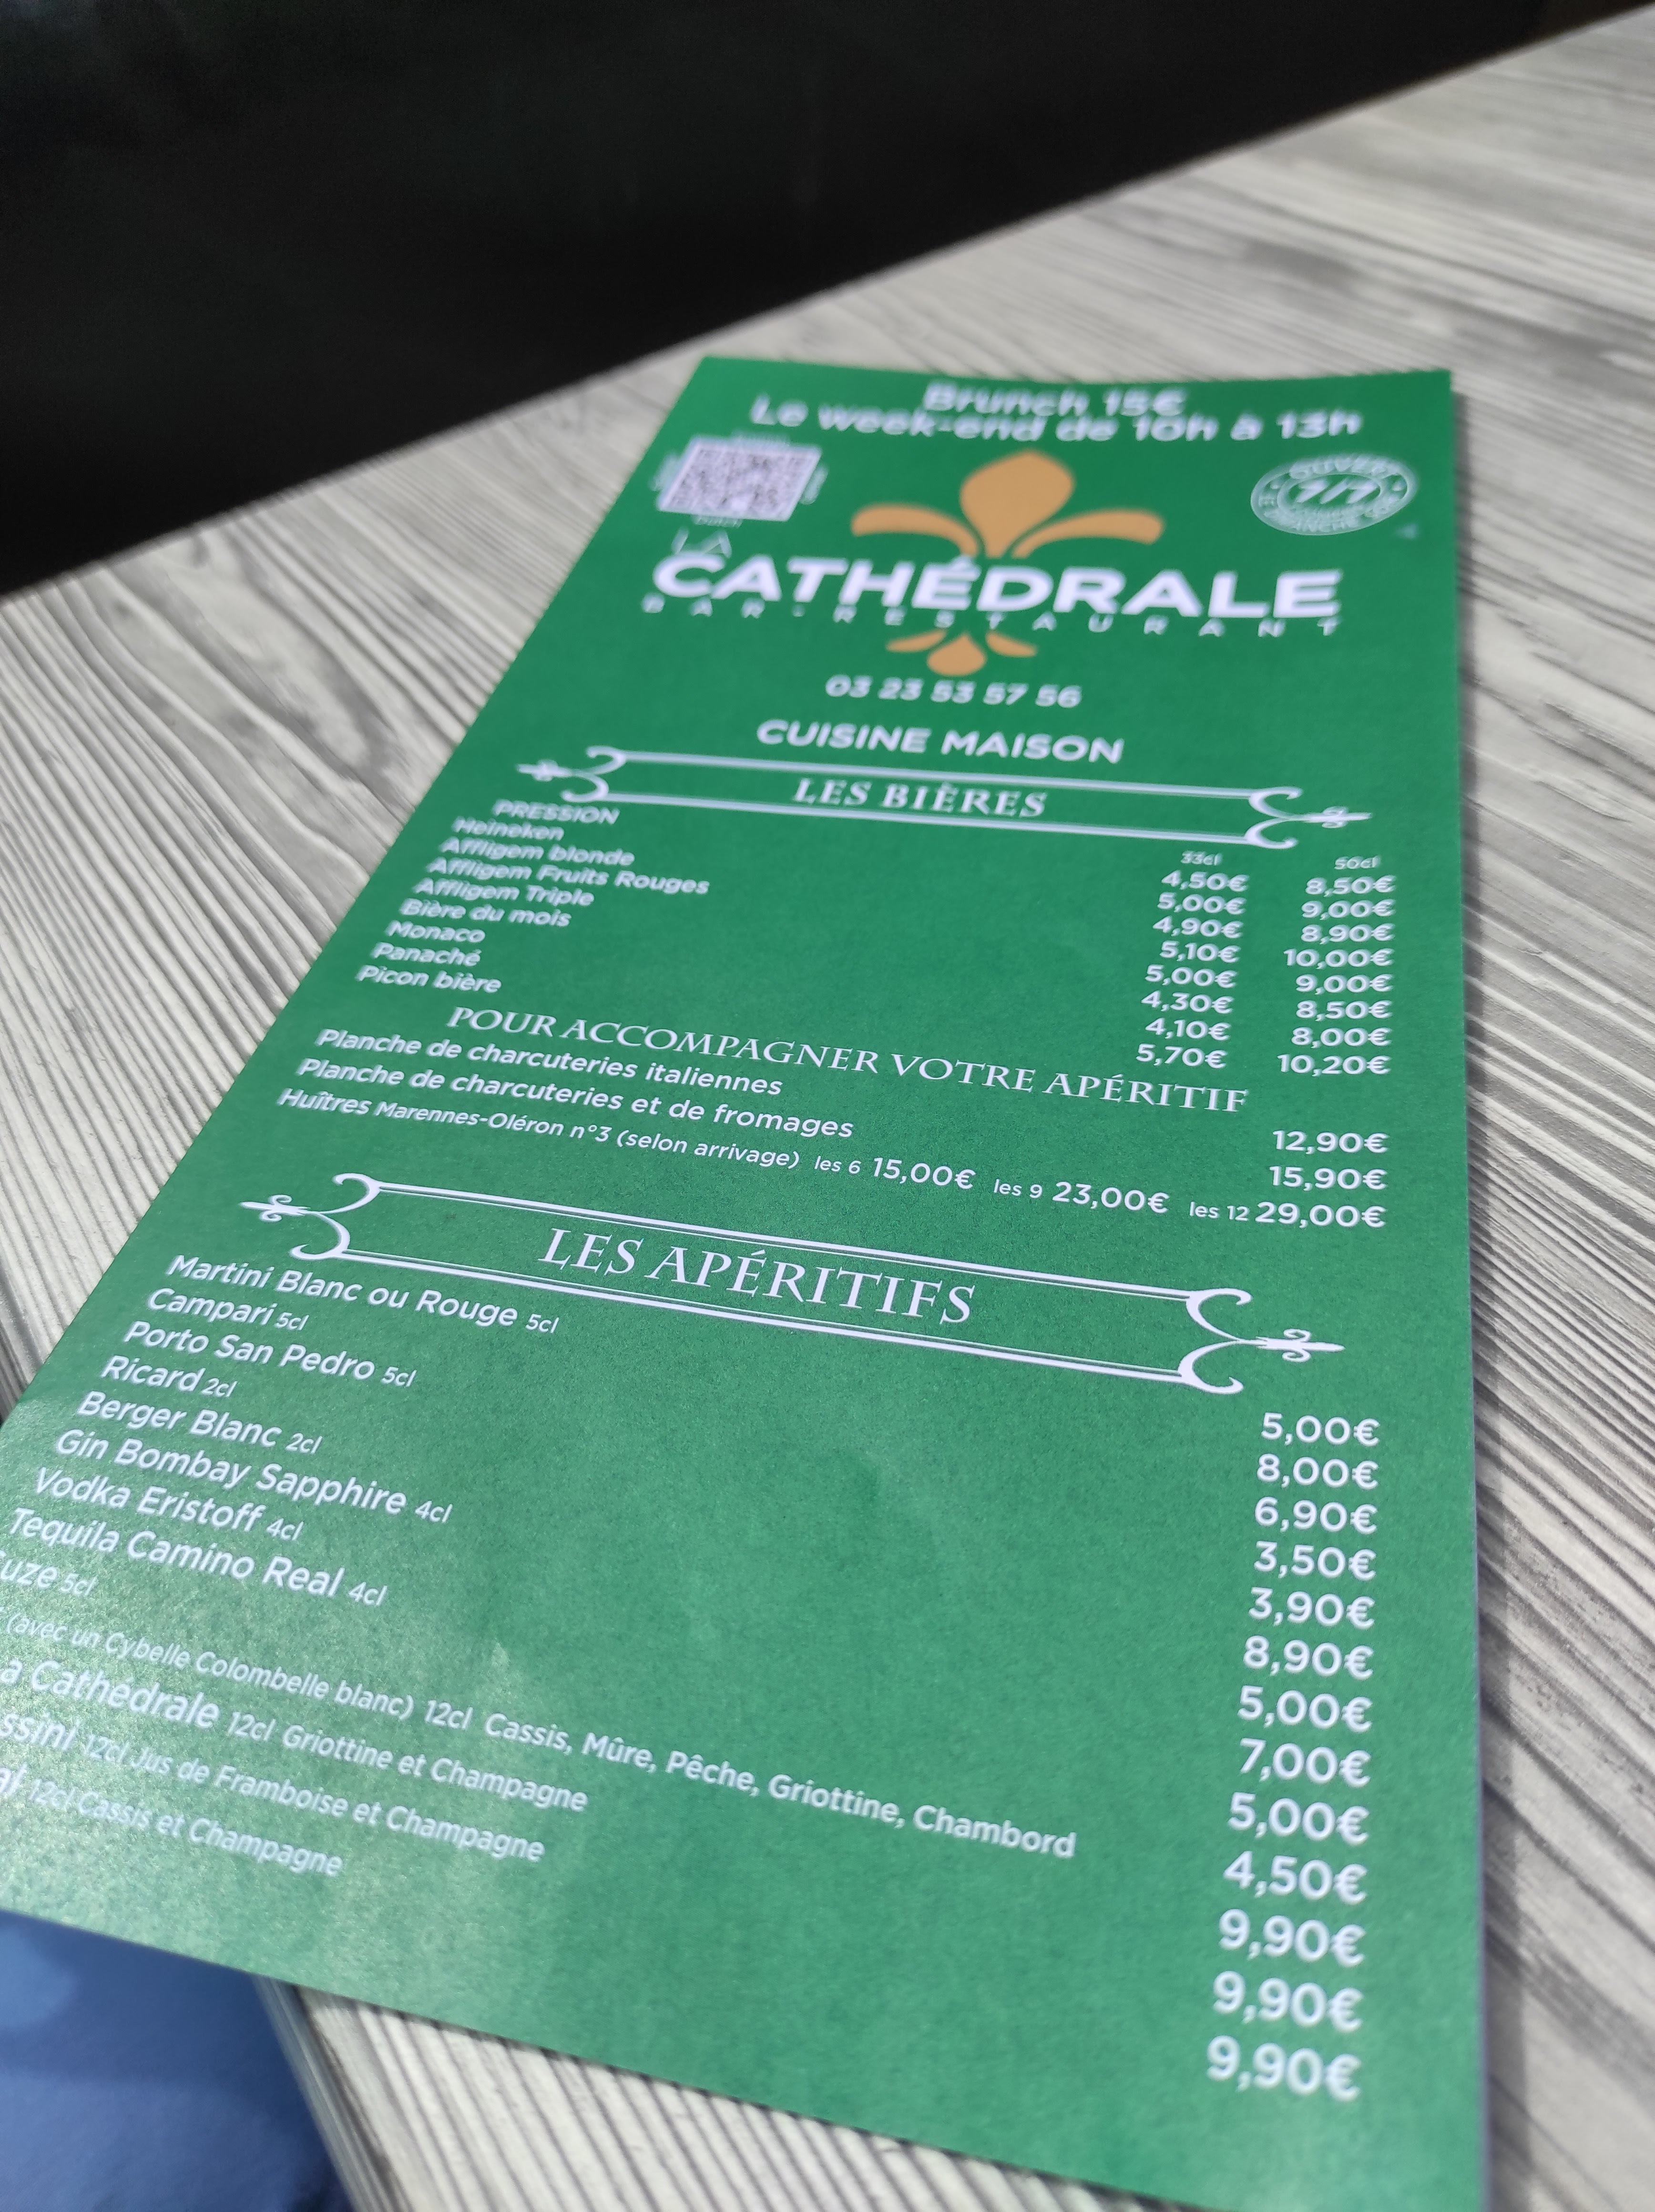 Brunch 15€
Le week-end de 10h à 13h
OUVERT
7/7
LA
CATHÉDRALE
BAR-RESTAURANT
03 23 53 57 56
CUISINE MAISON
LES BIÈRES
PRESSION 33cl 50cl
Heineken 4,50€ 8,50€
Affligem blonde 5,00€ 9,00€
Affligem Fruits Rouges 4,90€ 8,90€
Affligem Triple 5,10€ 10,00€
Bière du mois 5,00€ 9,00€
Monaco 4,30€ 8,50€
Panaché 4,10€ 8,00€
Picon bière 5,70€ 10,20€
POUR ACCOMPAGNER VOTRE APÉRITIF
Planche de charcuteries italiennes 12,90€
Planche de charcuteries et de fromages 15,90€
Huîtres Marennes-Oléron n°3 (selon arrivage) les 6 15,00€ les 9 23,00€ les 12 29,00€
LES APÉRITIFS
Martini Blanc ou Rouge 5cl 5,00€
Campari 5cl 8,00€
Porto San Pedro 5cl 6,90€
Ricard 2cl 3,50€
Berger Blanc 2cl 3,90€
Gin Bombay Sapphire 4cl 8,90€
Vodka Eristoff 4cl 5,00€
Tequila Camino Real 4cl 7,00€
uze 5cl 5,00€
(avec un Cybelle Colombelle blanc) 12cl Cassis, Mûre, Pêche, Griottine, Chambord 4,50€
a Cathedrale 12cl Griottine et Champagne 9,90€
ssini 12cl Jus de Framboise et Champagne 9,90€
12cl Cassis et Champagne 9,90€